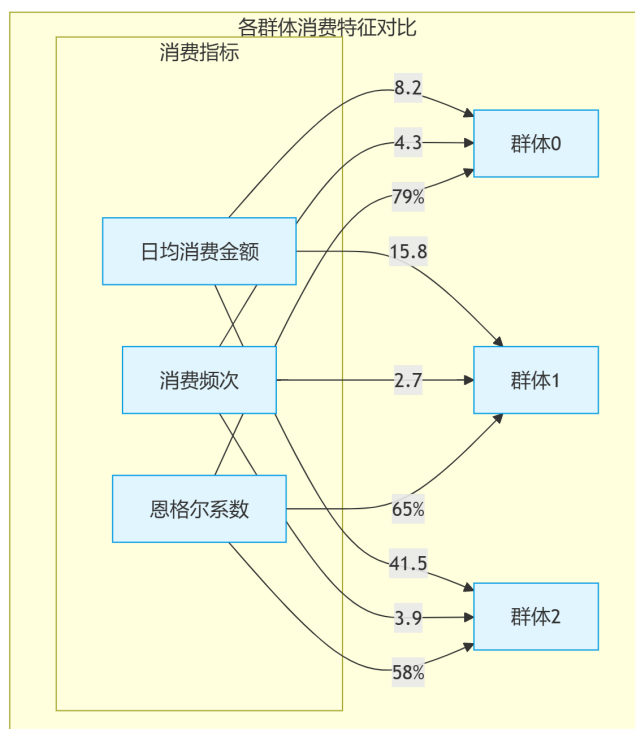 各群体消费特征对比
消费指标
8.2
4.3
群体0
79%
日均消费金额
15.8
消费频次
2.7
群体1
恩格尔系数
65%
41.5
3.9
群体2
58%